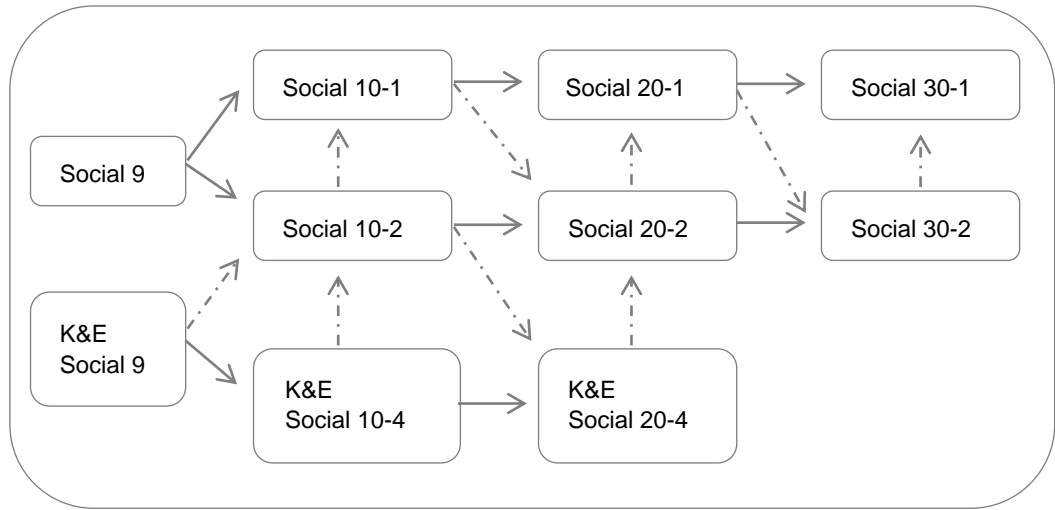 Social 10-1
Social 20-1
Social 30-1
Social 9
Social 10-2
Social 20-2
Social 30-2
K&E
Social 9
K&E
Social 10-4
K&E
Social 20-4